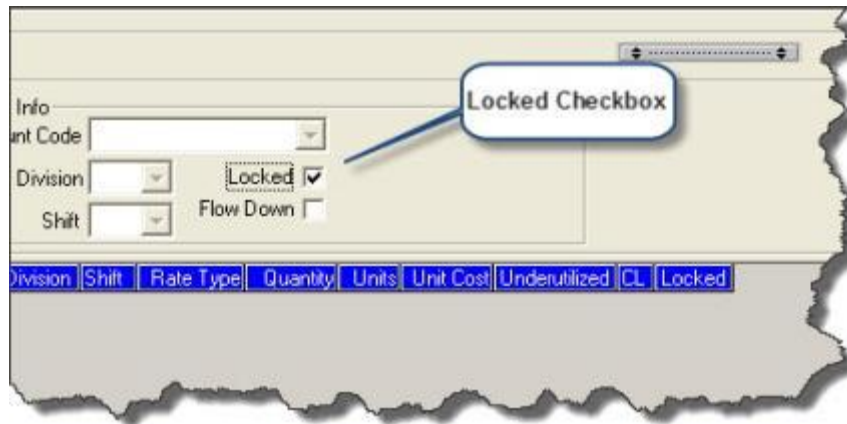 Locked Checkbox
Info
unt Code
Division Locked
Shift Flow Down
Division Shift Rate Type Quantity Units Unit Cost Underutilized CL Locked